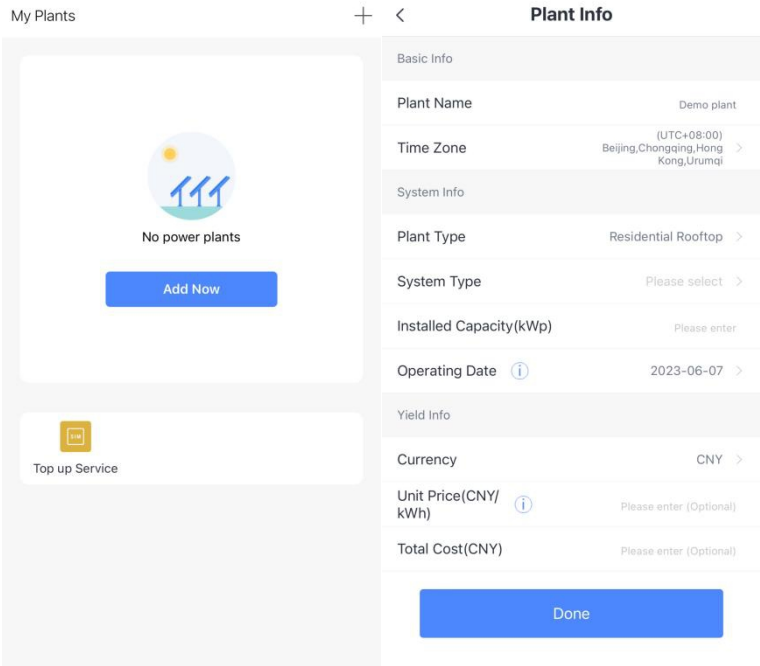 My Plants
No power plants
Add Now
SIM
Top up Service
Plant Info
Basic Info
Plant Name
Demo plant
Time Zone
(UTC+08:00)
Beijing,Chongqing,Hong
Kong,Urumqi
System Info
Plant Type
Residential Rooftop
System Type
Please select
Installed Capacity(kWp)
Please enter
Operating Date
2023-06-07
Yield Info
Currency
CNY
Unit Price(CNY/
kWh)
Please enter (Optional)
Total Cost(CNY)
Please enter (Optional)
Done